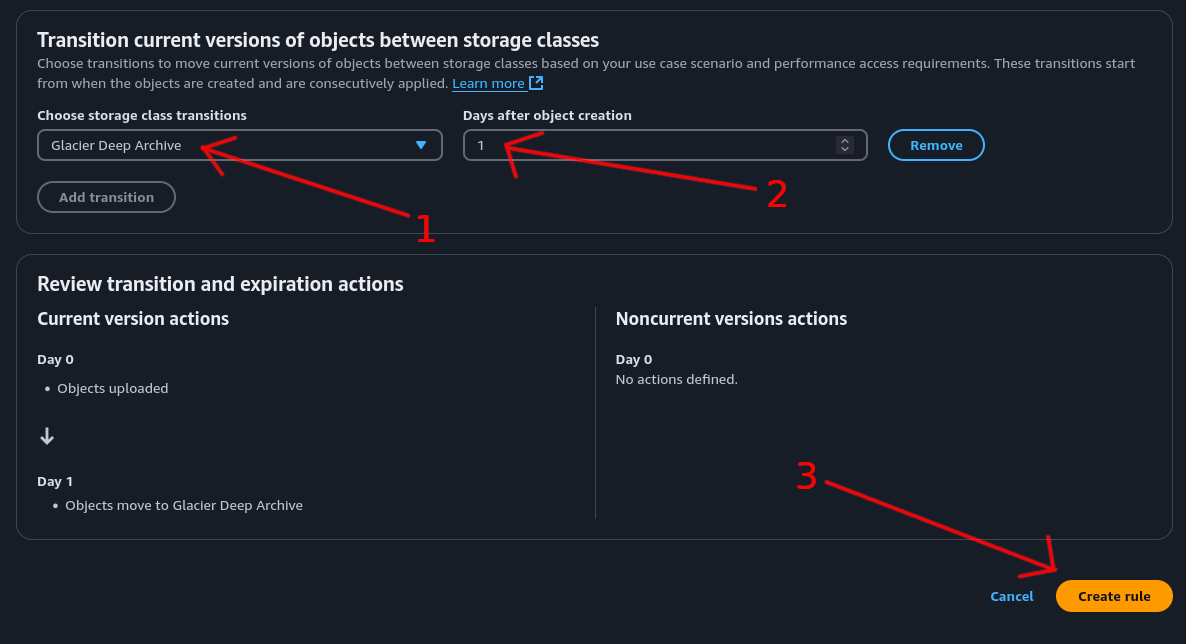 Transition current versions of objects between storage classes
Choose transitions to move current versions of objects between storage classes based on your use case scenario and performance access requirements. These transitions start
from when the objects are created and are consecutively applied. Learn more
Choose storage class transitions
Days after object creation
Glacier Deep Archive
1
Remove
2
Add transition
1
Review transition and expiration actions
Current version actions
Day 0
Objects uploaded
Day 1
Objects move to Glacier Deep Archive
Noncurrent versions actions
Day 0
No actions defined.
3
Cancel
Create rule